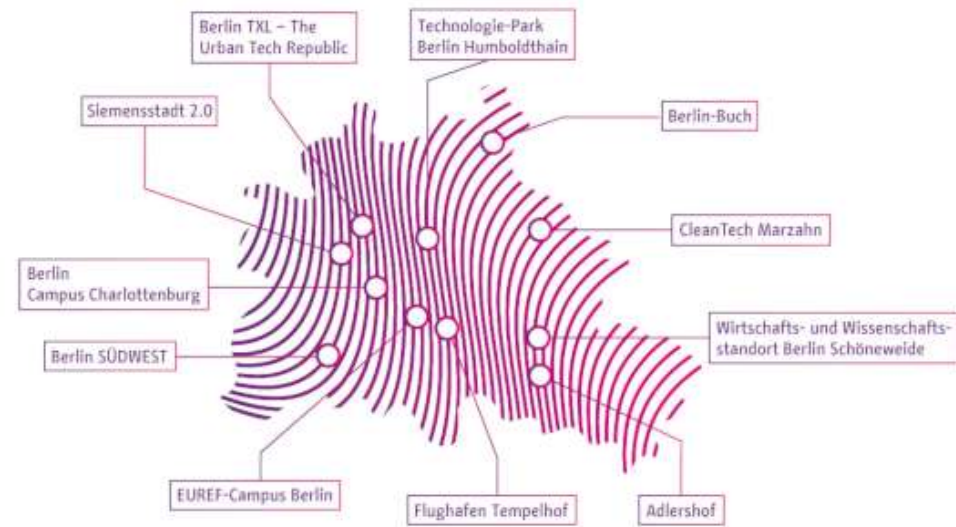 Berlin TXL – The
Urban Tech Republic
Technologie-Park
Berlin Humboldthain
Siemensstadt 2.0
Berlin-Buch
CleanTech Marzahn
Berlin
Campus Charlottenburg
Wirtschafts- und Wissenschafts-
standort Berlin Schöneweide
Berlin SÜDWEST
EUREF-Campus Berlin
Flughafen Tempelhof
Adlershof